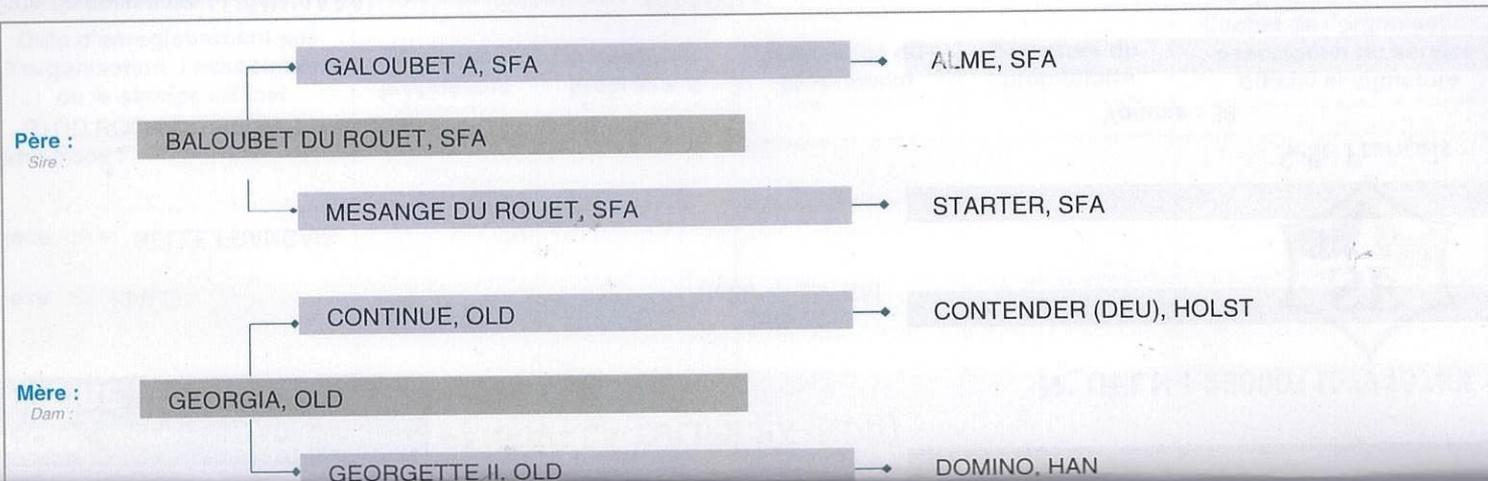 GALOUBET A, SFA
ALME, SFA
Père :
Sire :
BALOUBET DU ROUET, SFA
MESANGE DU ROUET, SFA
STARTER, SFA
CONTINUE, OLD
CONTENDER (DEU), HOLST
Mère :
Dam :
GEORGIA, OLD
GEORGETTE II, OLD
DOMINO, HAN